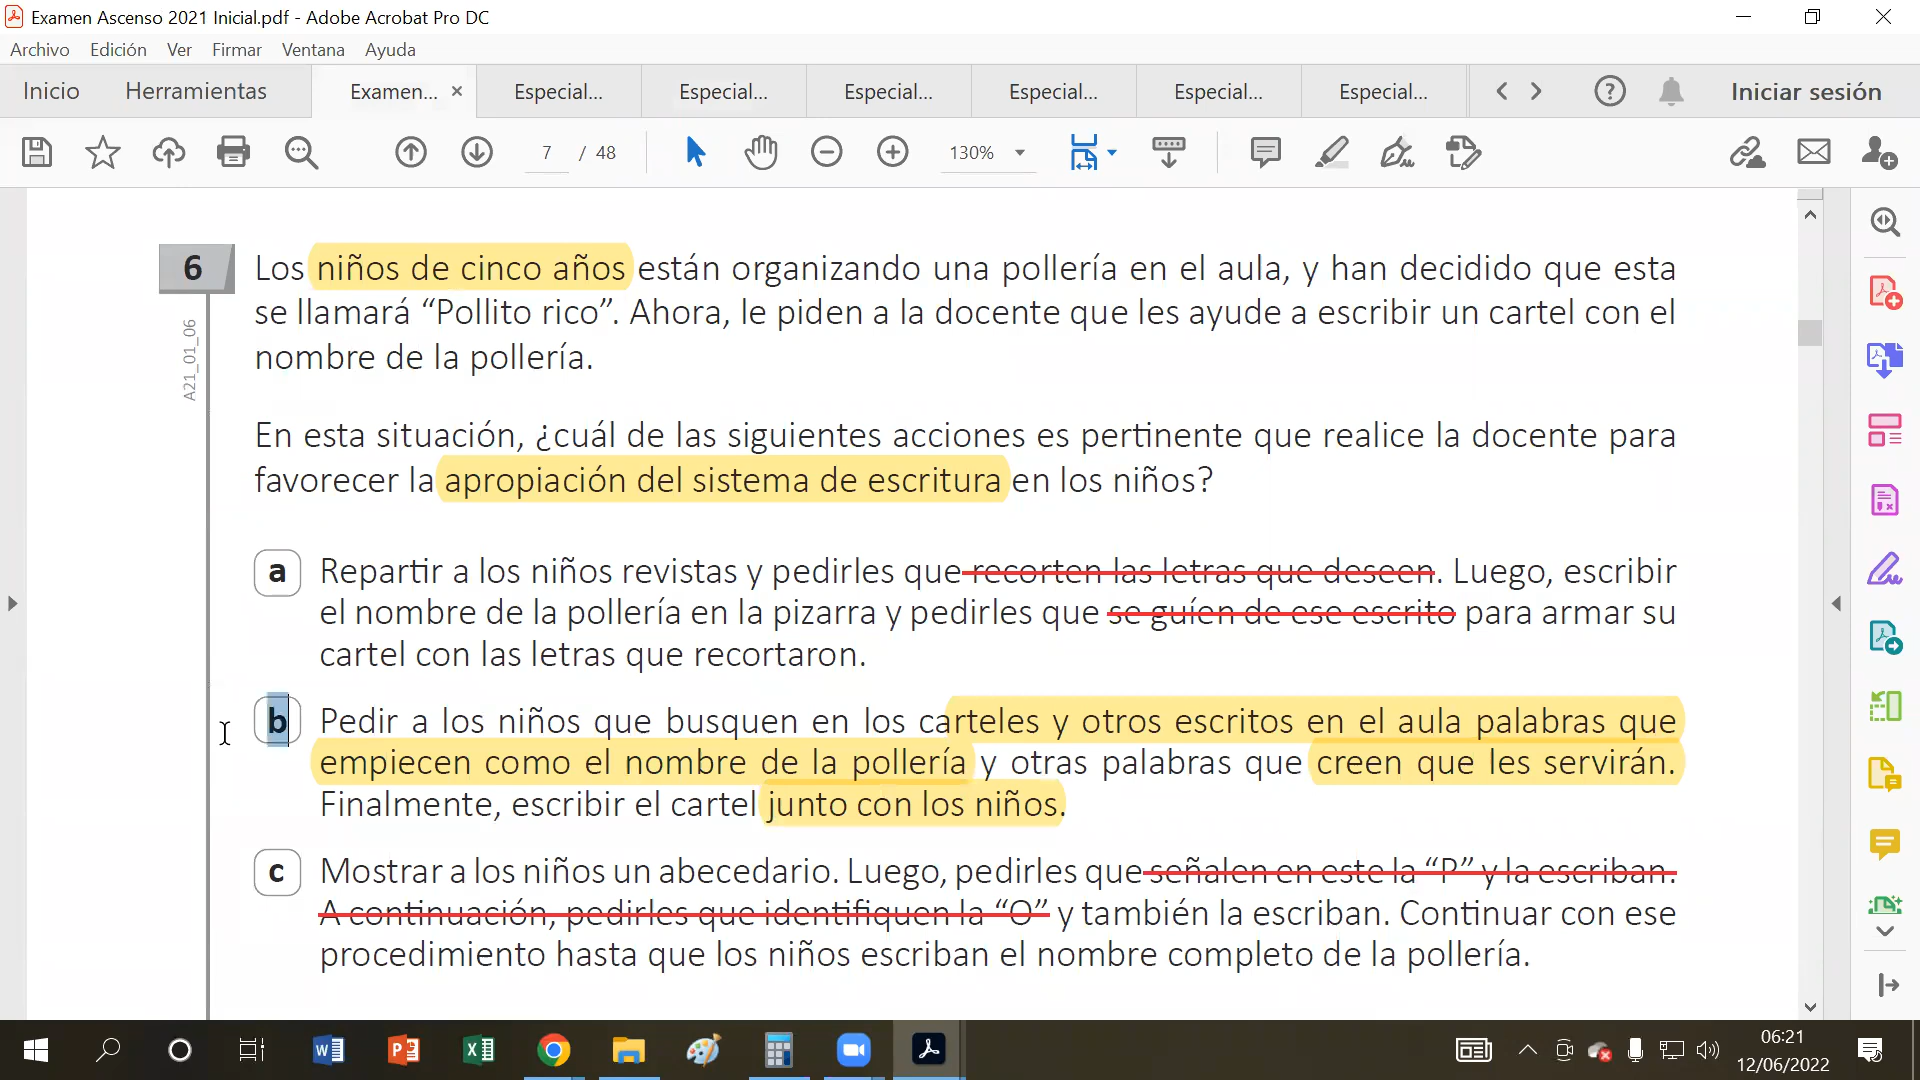 Examen Ascenso 2021 Inicial.pdf - Adobe Acrobat Pro DC
Archivo Edición Ver Firmar Ventana Ayuda
Inicio Herramientas Examen... × Especial... Especial... Especial... Especial... Especial... Especial... Iniciar sesión
7 / 48 130%
6 Los niños de cinco años están organizando una pollería en el aula, y han decidido que esta
se llamará “Pollito rico”. Ahora, le piden a la docente que les ayude a escribir un cartel con el
nombre de la pollería.
A21_01_06
En esta situación, ¿cuál de las siguientes acciones es pertinente que realice la docente para
favorecer la apropiación del sistema de escritura en los niños?
a Repartir a los niños revistas y pedirles que recorten las letras que deseen. Luego, escribir
el nombre de la pollería en la pizarra y pedirles que se guíen de ese escrito para armar su
cartel con las letras que recortaron.
b Pedir a los niños que busquen en los carteles y otros escritos en el aula palabras que
empiecen como el nombre de la pollería y otras palabras que creen que les servirán.
Finalmente, escribir el cartel junto con los niños.
c Mostrar a los niños un abecedario. Luego, pedirles que señalen en este la “P” y la escriban.
A continuación, pedirles que identifiquen la “O” y también la escriban. Continuar con ese
procedimiento hasta que los niños escriban el nombre completo de la pollería.
06:21
12/06/2022